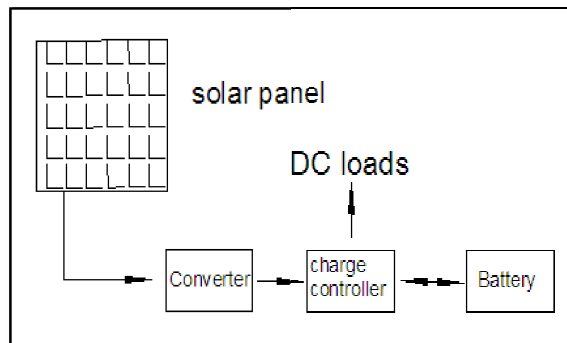 solar panel
DC loads
Converter
charge
controller
Battery